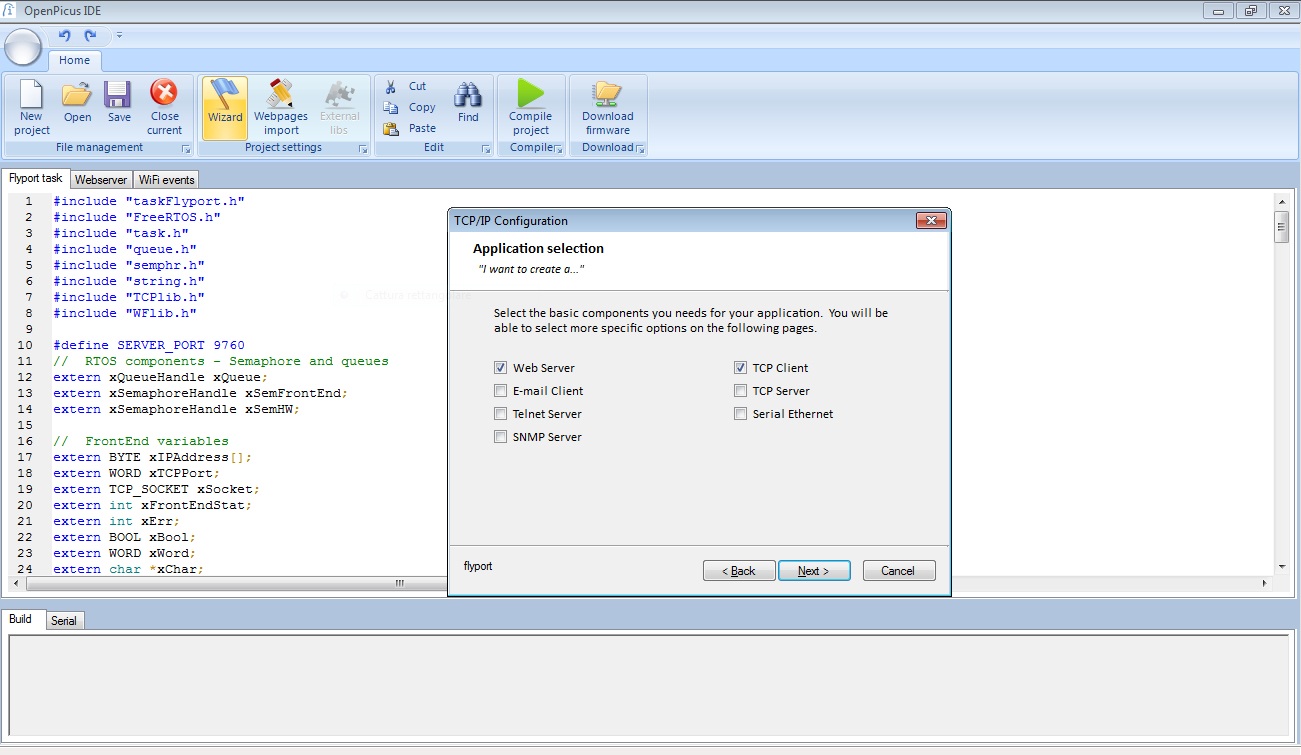 OpenPicus IDE
Home
New project
Open
Save
Close current
File management
Wizard
Webpages import
External libs
Project settings
Cut
Copy
Paste
Find
Edit
Compile project
Compile
Download firmware
Download
Flyport task
Webserver
WiFi events
1 #include "taskFlyport.h"
2 #include "FreeRTOS.h"
3 #include "task.h"
4 #include "queue.h"
5 #include "semphr.h"
6 #include "string.h"
7 #include "TCPlib.h"
8 #include "WFlib.h"
9
10 #define SERVER_PORT 9760
11 //  RTOS components - Semaphore and queues
12 extern xQueueHandle xQueue;
13 extern xSemaphoreHandle xSemFrontEnd;
14 extern xSemaphoreHandle xSemHW;
15
16 //  FrontEnd variables
17 extern BYTE xIPAddress[];
18 extern WORD xTCPPort;
19 extern TCP_SOCKET xSocket;
20 extern int xFrontEndStat;
21 extern int xErr;
22 extern BOOL xBool;
23 extern WORD xWord;
24 extern char *xChar;
TCP/IP Configuration
Application selection
"I want to create a..."
Select the basic components you needs for your application. You will be
able to select more specific options on the following pages.
Web Server
TCP Client
E-mail Client
TCP Server
Telnet Server
Serial Ethernet
SNMP Server
flyport
< Back
Next >
Cancel
Build
Serial